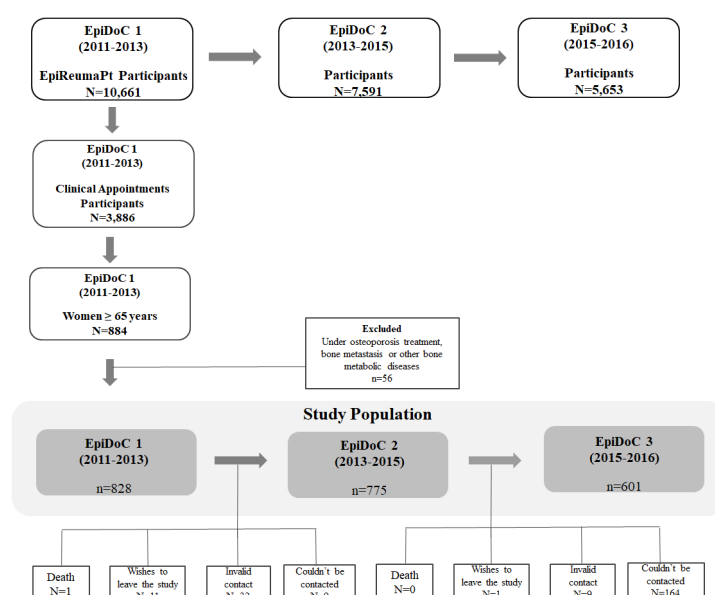 EpiDoC 1
(2011-2013)
EpiReumaPt Participants
N=10,661
EpiDoC 2
(2013-2015)
Participants
N=7,591
EpiDoC 3
(2015-2016)
Participants
N=5,653
EpiDoC1
(2011-2013)
Clinical Appointments
Participants
N=3,886
EpiDoC1
(2011-2013)
Women ≥ 65 years
N=884
Excluded
Under osteoporosis treatment,
bone metastasis or other bone
metabolic diseases
n=56
Study Population
EpiDoC 1
(2011-2013)
n=828
EpiDoC 2
(2013-2015)
n=775
EpiDoC 3
(2015-2016)
n=601
Death
N=1
Wishes to
leave the study
N=11
Invalid
contact
Couldn't be
contacted
Death
N=0
Wishes to
leave the study
N=1
Invalid
contact
N=9
Couldn't be
contacted
N=164